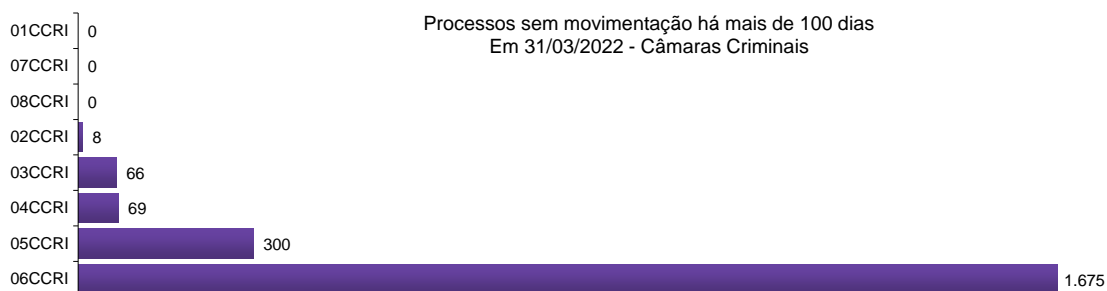 Processos sem movimentação há mais de 100 dias
Em 31/03/2022 - Câmaras Criminais
01CCRI 0
07CCRI 0
08CCRI 0
02CCRI 8
03CCRI 66
04CCRI 69
05CCRI 300
06CCRI 1.675